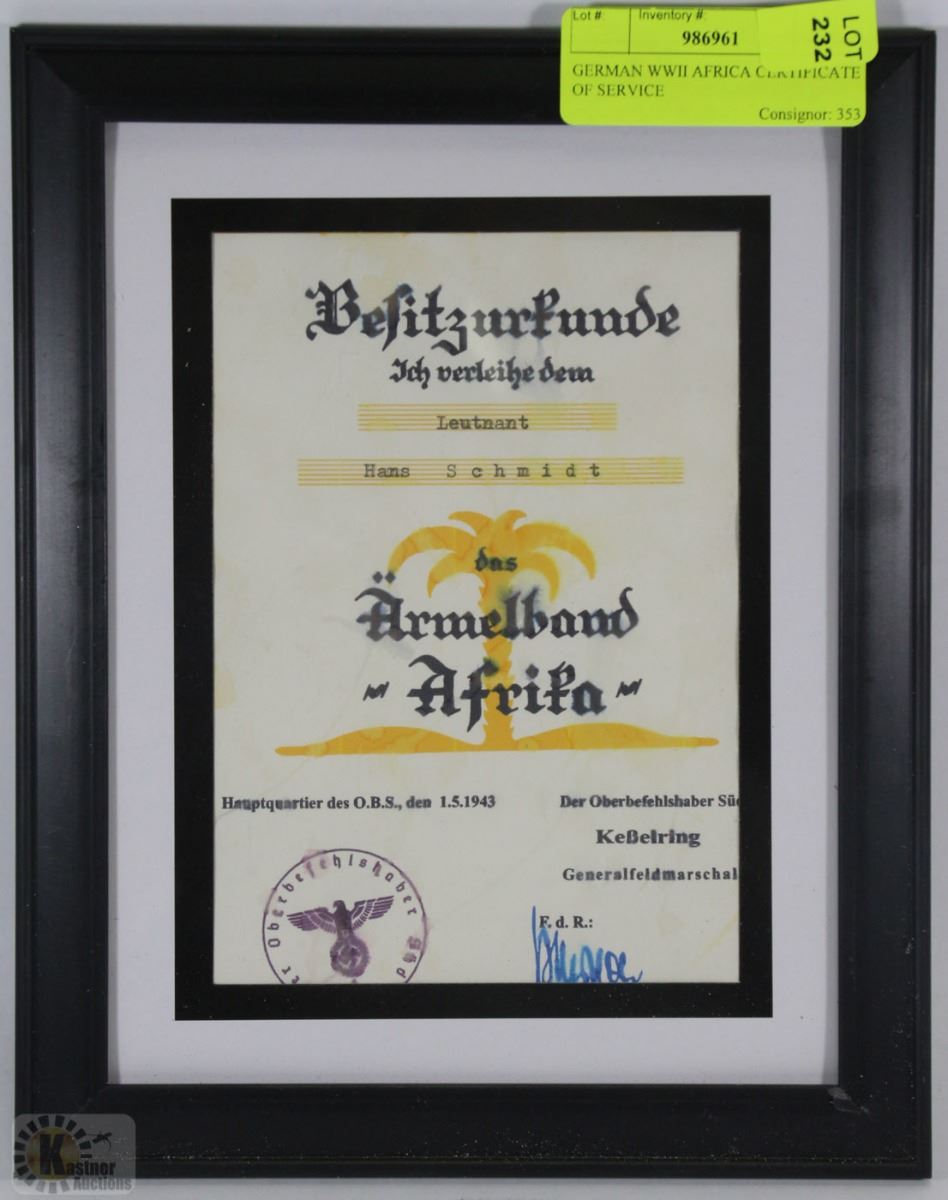 Lot #:
Inventory #:
986961
LOT
232
GERMAN WWII AFRICA CERTIFICATE
OF SERVICE
Consignor: 353
Besitzurkunde
Ich verleihe dem
Leutnant
Hans Schmidt
das
Ärmelband
"Afrika"
Hauptquartier des O.B.S., den 1.5.1943
Der Oberbefehlshaber Süd
Keßelring
Generalfeldmarschal
F. d. R.:
Oberbefehlshaber Süd
Kastner
Auctions